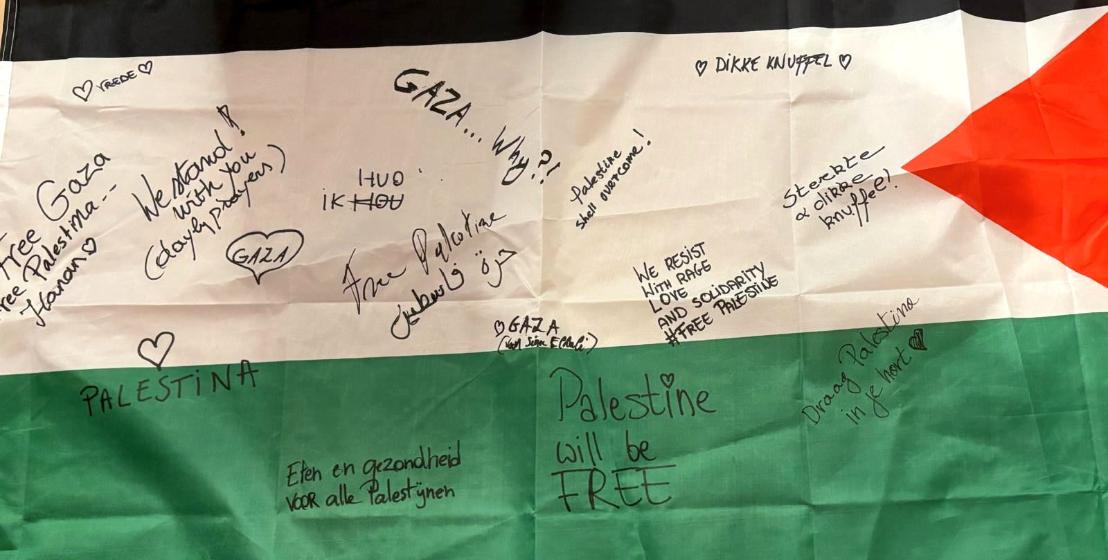 ♡ VREDE ♡
GAZA... Why?!
♡ DIKKE KNUFFEL ♡
Free Gaza
Free Palestina -
Hanan ♡
We stand!
with you
(dayly prayers)
GAZA
HUO
IK HOU
Free Palestine
فلسطين حرة
Palestine
shell overcome!
Sterkte
& dikke
knuffel!
WE RESIST
WITH RAGE
LOVE
AND SOLIDARITY
#FREE PALESTINE
♡ GAZA
♡
PALESTINA
Palestine
will be
FREE
Draag Palestina
in je hart ♡
Eten en gezondheid
voor alle Palestijnen